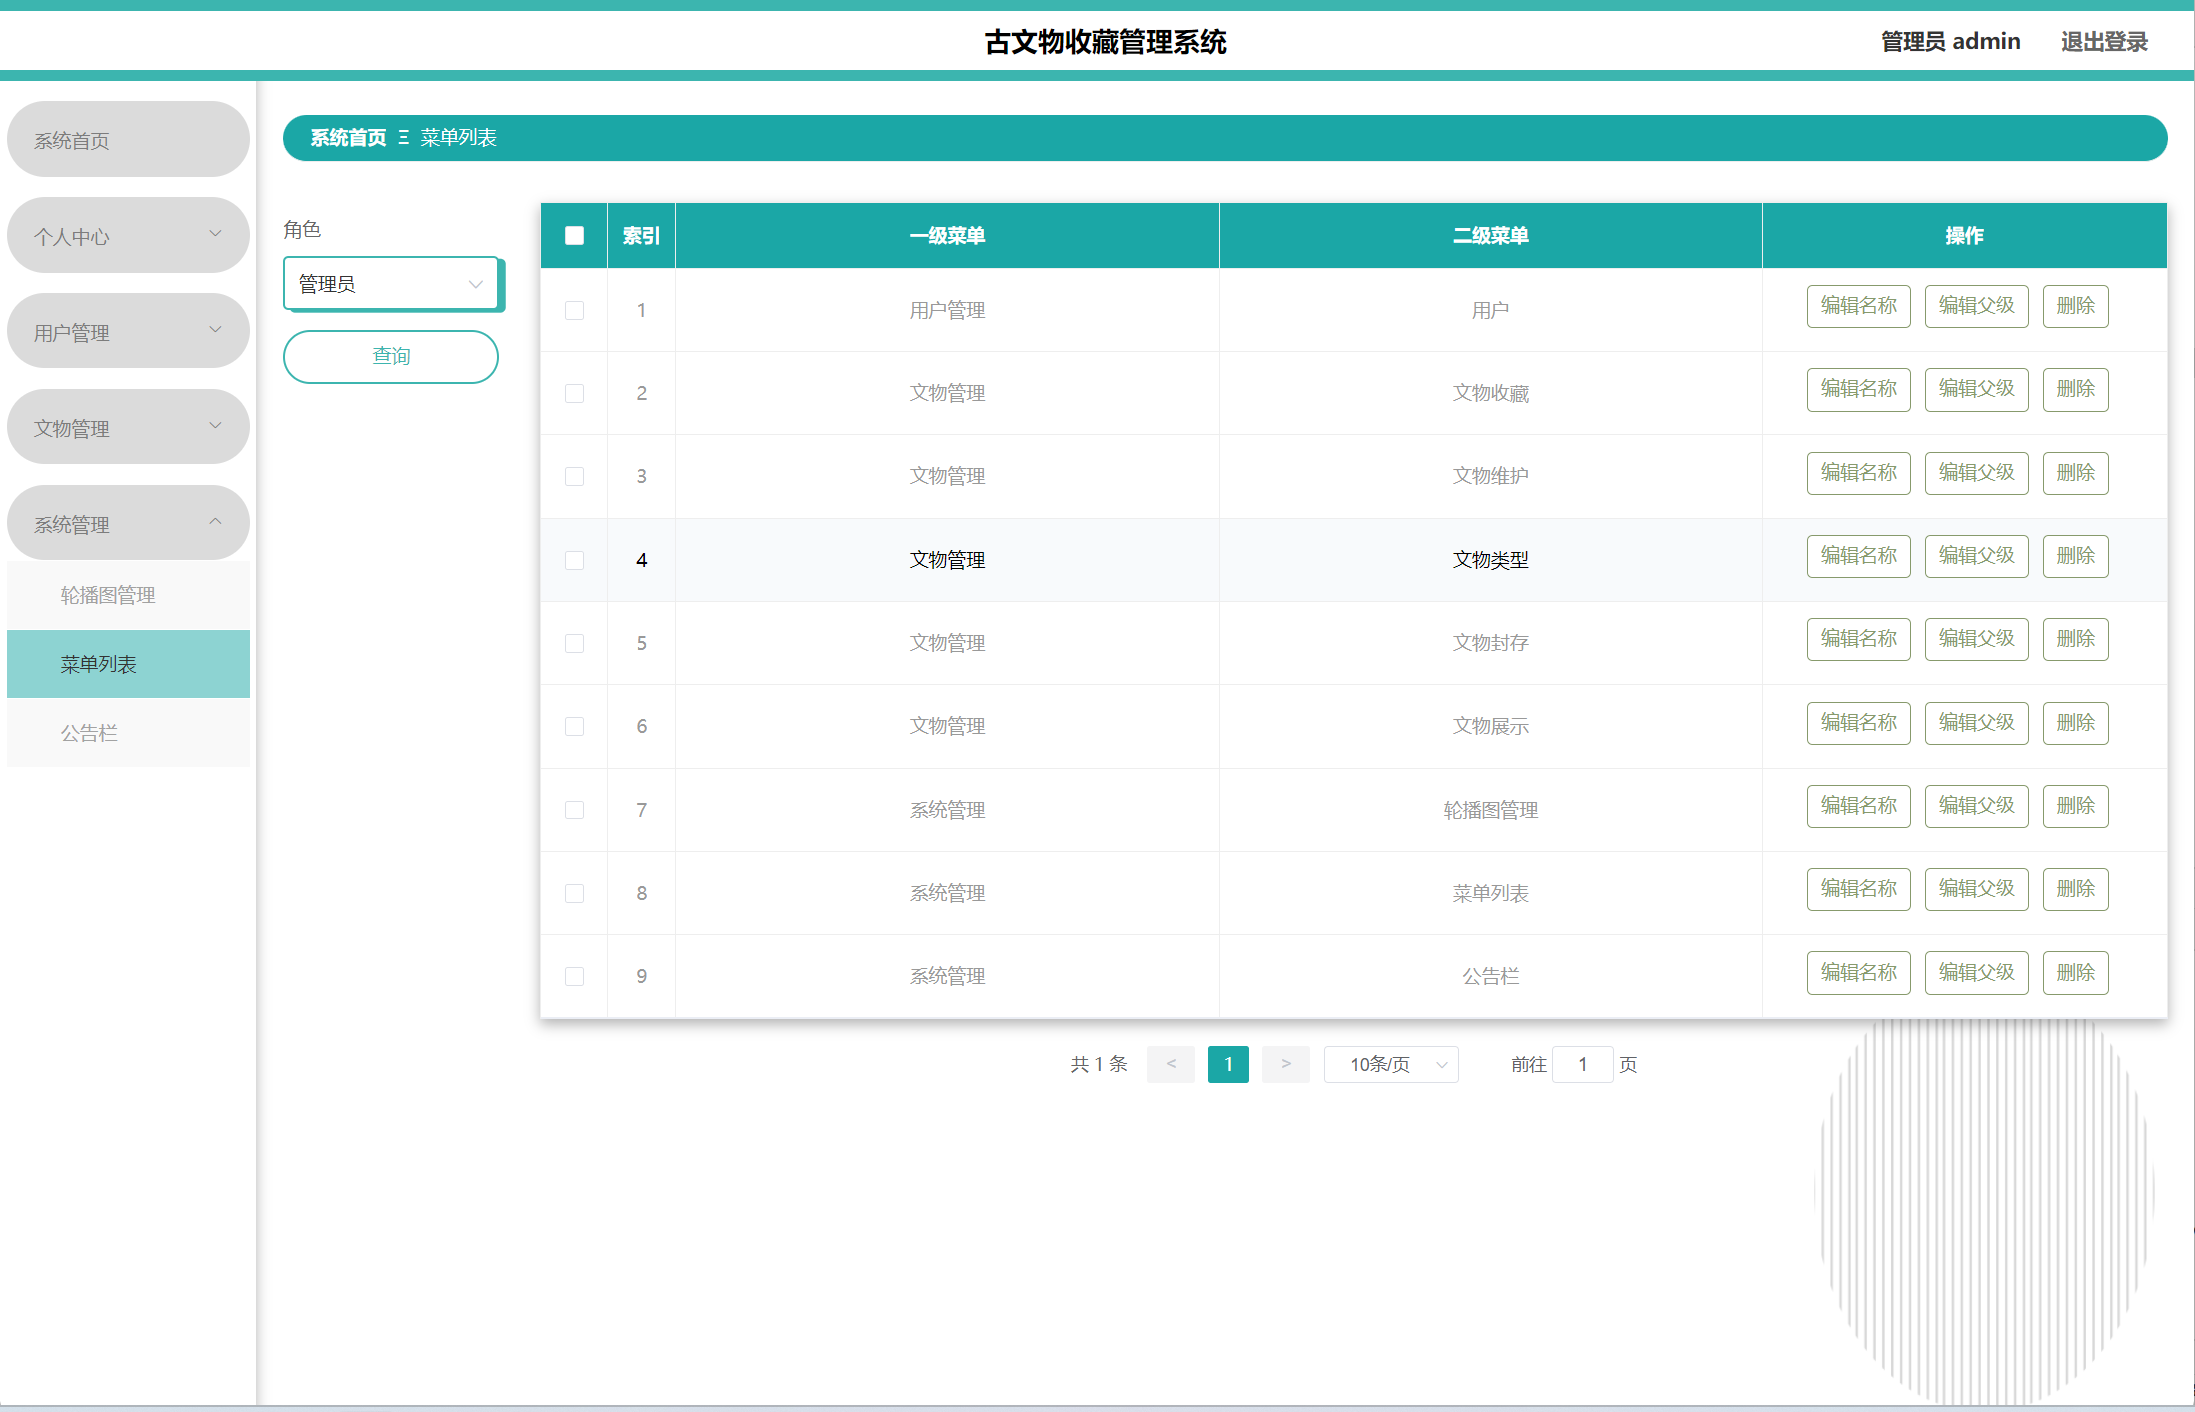 古文物收藏管理系统
管理员 admin 退出登录
系统首页
个人中心
用户管理
文物管理
系统管理
轮播图管理
菜单列表
公告栏
系统首页 Ξ 菜单列表
角色
管理员
查询
索引 一级菜单 二级菜单 操作
1 用户管理 用户 编辑名称 编辑父级 删除
2 文物管理 文物收藏 编辑名称 编辑父级 删除
3 文物管理 文物维护 编辑名称 编辑父级 删除
4 文物管理 文物类型 编辑名称 编辑父级 删除
5 文物管理 文物封存 编辑名称 编辑父级 删除
6 文物管理 文物展示 编辑名称 编辑父级 删除
7 系统管理 轮播图管理 编辑名称 编辑父级 删除
8 系统管理 菜单列表 编辑名称 编辑父级 删除
9 系统管理 公告栏 编辑名称 编辑父级 删除
共 1 条 < 1 > 10条/页 前往 1 页